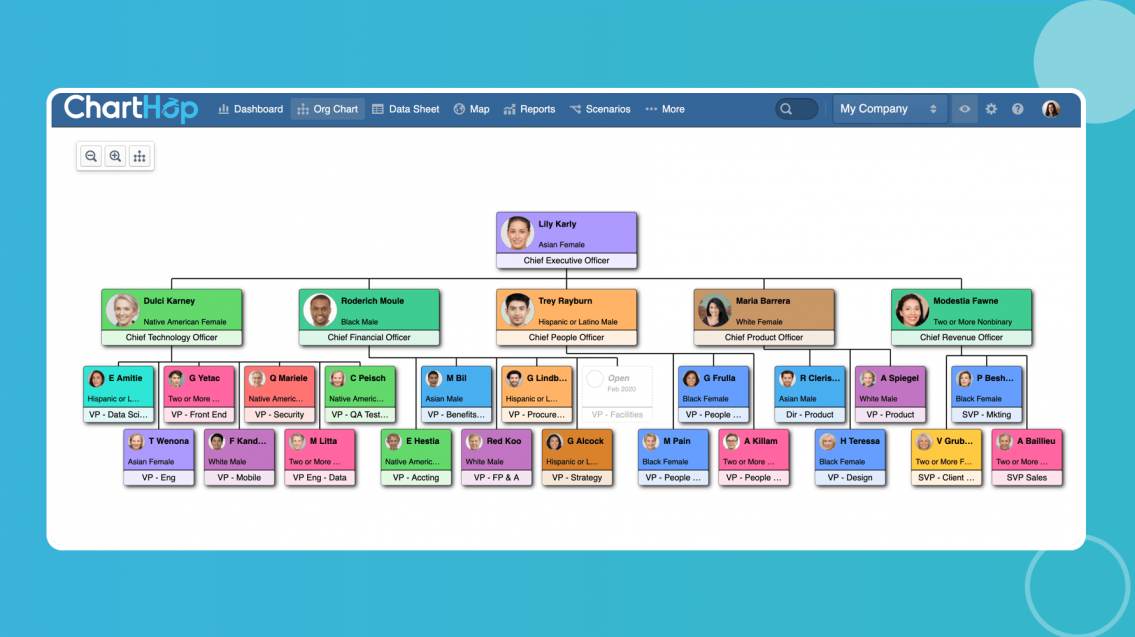 ChartHop
Dashboard
Org Chart
Data Sheet
Map
Reports
Scenarios
More
My Company
Lily Karly
Asian Female
Chief Executive Officer
Dulci Karney
Native American Female
Chief Technology Officer
Roderich Moule
Black Male
Chief Financial Officer
Trey Rayburn
Hispanic or Latino Male
Chief People Officer
Maria Barrera
White Female
Chief Product Officer
Modestia Fawne
Two or More Nonbinary
Chief Revenue Officer
E Amitie
Hispanic or L...
VP - Data Sci...
G Yetac
Two or More ...
VP - Front End
Q Mariele
Native Americ...
VP - Security
C Peisch
Native Americ...
VP - QA Test...
M Bil
Asian Male
VP - Benefits...
G Lindb...
Hispanic or L...
VP - Procure...
Open
Feb 2020
VP - Facilities
G Frulla
Black Female
VP - People ...
R Cleris...
Asian Male
Dir - Product
A Spiegel
White Male
VP - Product
P Besh...
Black Female
SVP - Mkting
T Wenona
Asian Female
VP - Eng
F Kand...
White Male
VP - Mobile
M Litta
Two or More ...
VP Eng - Data
E Hestia
Native Americ...
VP - Accting
Red Koo
White Male
VP - FP & A
G Alcock
Hispanic or L...
VP - Strategy
M Pain
Black Female
VP - People ...
A Killam
Two or More ...
VP - People ...
H Teressa
Black Female
VP - Design
V Grub...
Two or More F...
SVP - Client ...
A Baillieu
Two or More ...
SVP Sales